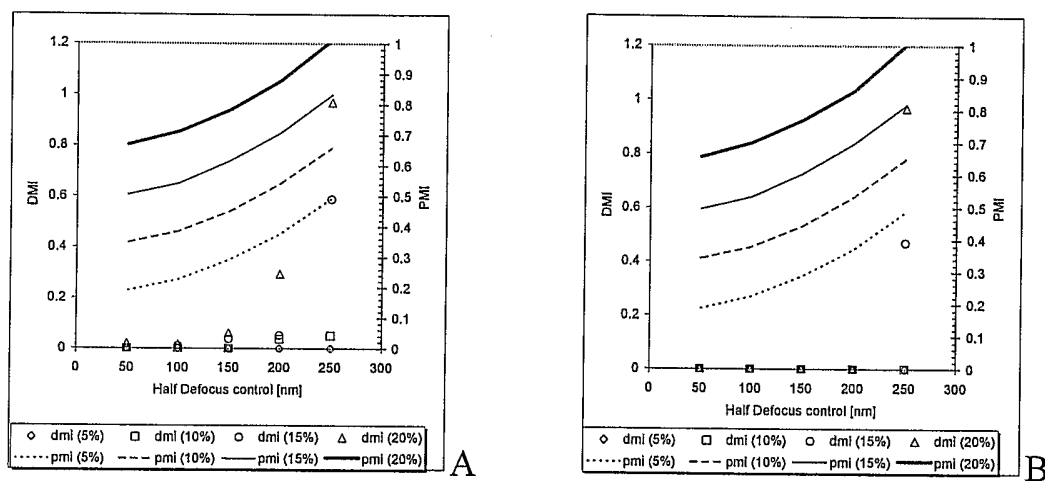 1.2
1
0.8
0.6
0.4
0.2
0
DMI
1
0.9
0.8
0.7
0.6
0.5
0.4
0.3
0.2
0.1
0
PMI
0 50 100 150 200 250 300
Half Defocus control [nm]
dmi (5%) dmi (10%) dmi (15%) dmi (20%)
pmi (5%) pmi (10%) pmi (15%) pmi (20%)
A
1.2
1
0.8
0.6
0.4
0.2
0
DMI
1
0.9
0.8
0.7
0.6
0.5
0.4
0.3
0.2
0.1
0
PMI
0 50 100 150 200 250 300
Half Defocus control [nm]
dmi (5%) dmi (10%) dmi (15%) dmi (20%)
pmi (5%) pmi (10%) pmi (15%) pmi (20%)
B